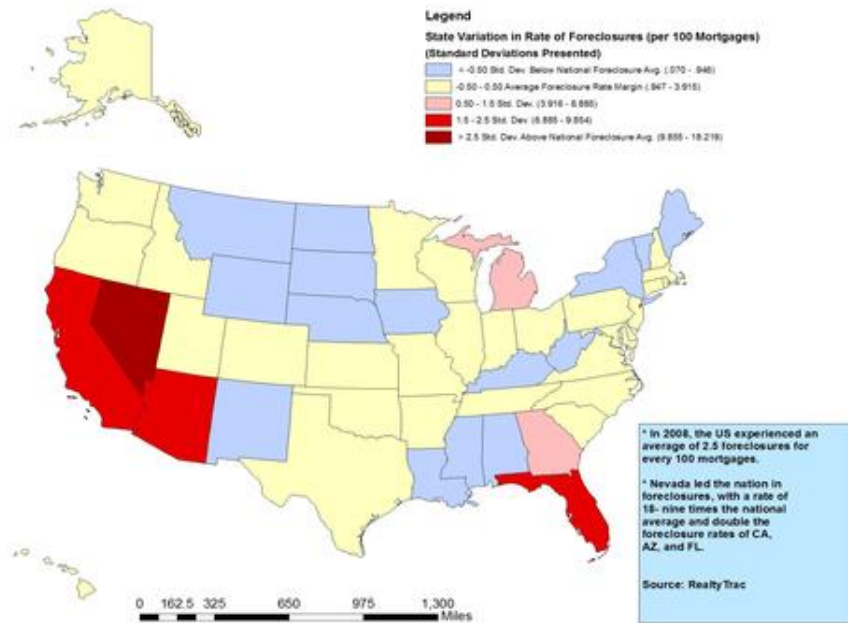 Legend
State Variation in Rate of Foreclosures (per 100 Mortgages)
(Standard Deviations Presented)
< -0.50 Std. Dev. Below National Foreclosure Avg. (.070 - .946)
-0.50 - 0.50 Average Foreclosure Rate Margin (.947 - 3.915)
0.50 - 1.5 Std. Dev. (3.916 - 6.885)
1.5 - 2.5 Std. Dev. (6.885 - 9.854)
> 2.5 Std. Dev. Above National Foreclosure Avg. (9.855 - 18.219)
* In 2008, the US experienced an
average of 2.5 foreclosures for
every 100 mortgages.
* Nevada led the nation in
foreclosures, with a rate of
18- nine times the national
average and double the
foreclosure rates of CA,
AZ, and FL.
Source: RealtyTrac
0 162.5 325 650 975 1,300
Miles